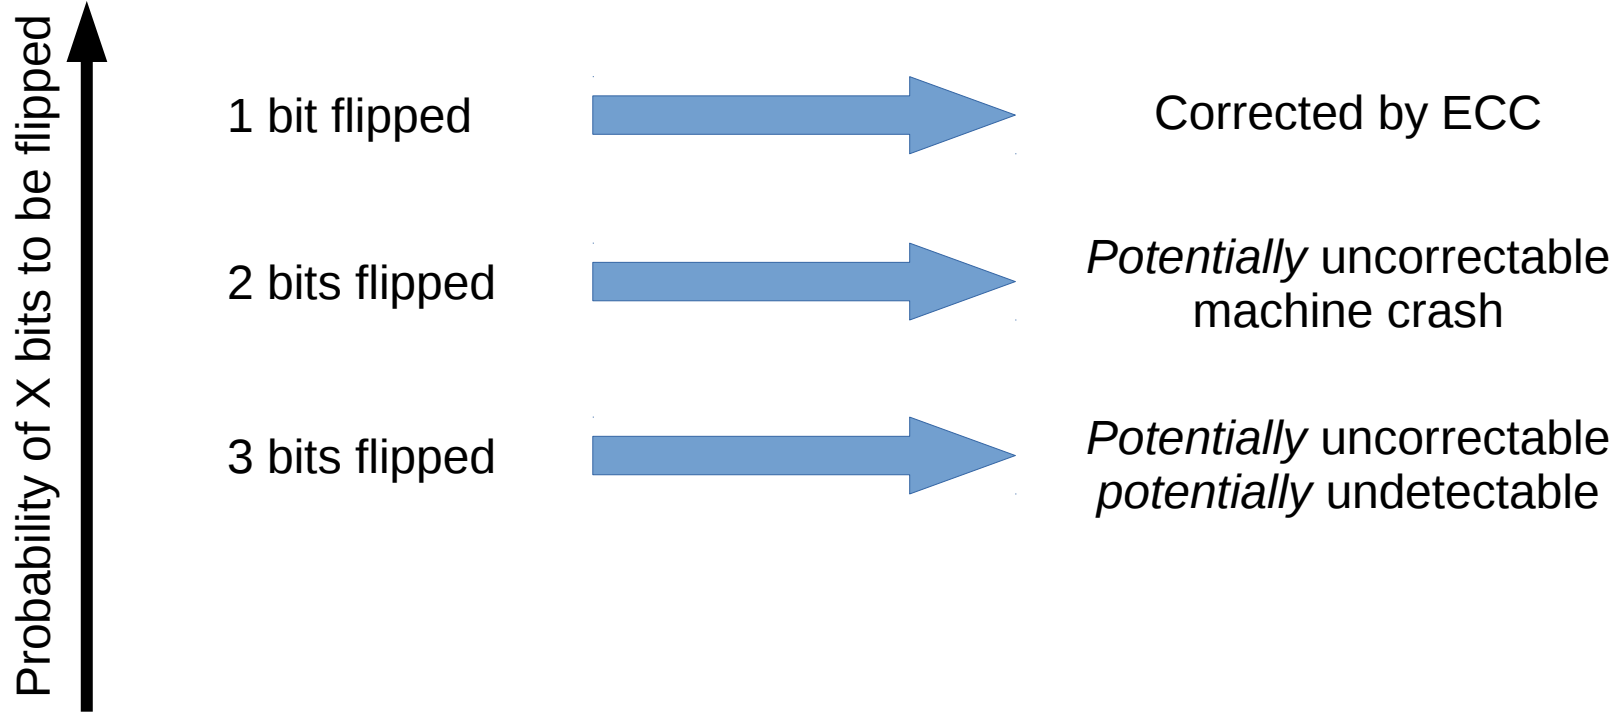 Probability of X bits to be flipped
1 bit flipped
Corrected by ECC
2 bits flipped
Potentially uncorrectable
machine crash
3 bits flipped
Potentially uncorrectable
potentially undetectable